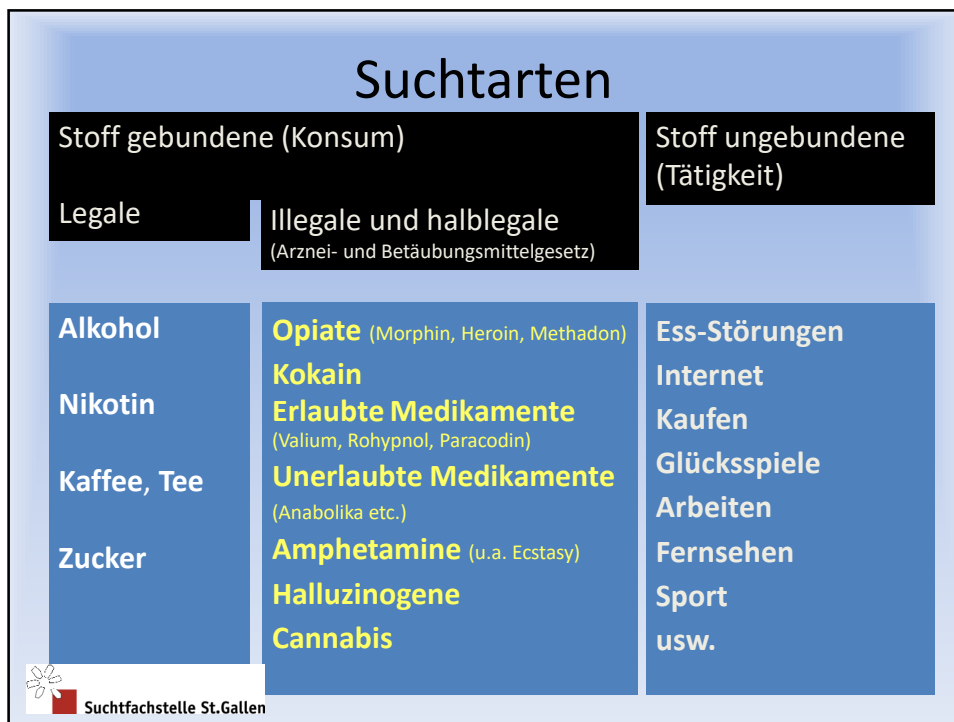 Suchtarten
Stoff gebundene (Konsum)
Legale
Illegale und halblegale
(Arznei- und Betäubungsmittelgesetz)
Stoff ungebundene
(Tätigkeit)
Alkohol
Nikotin
Kaffee, Tee
Zucker
Opiate (Morphin, Heroin, Methadon)
Kokain
Erlaubte Medikamente
(Valium, Rohypnol, Paracodin)
Unerlaubte Medikamente
(Anabolika etc.)
Amphetamine (u.a. Ecstasy)
Halluzinogene
Cannabis
Ess-Störungen
Internet
Kaufen
Glücksspiele
Arbeiten
Fernsehen
Sport
usw.
Suchtfachstelle St.Gallen